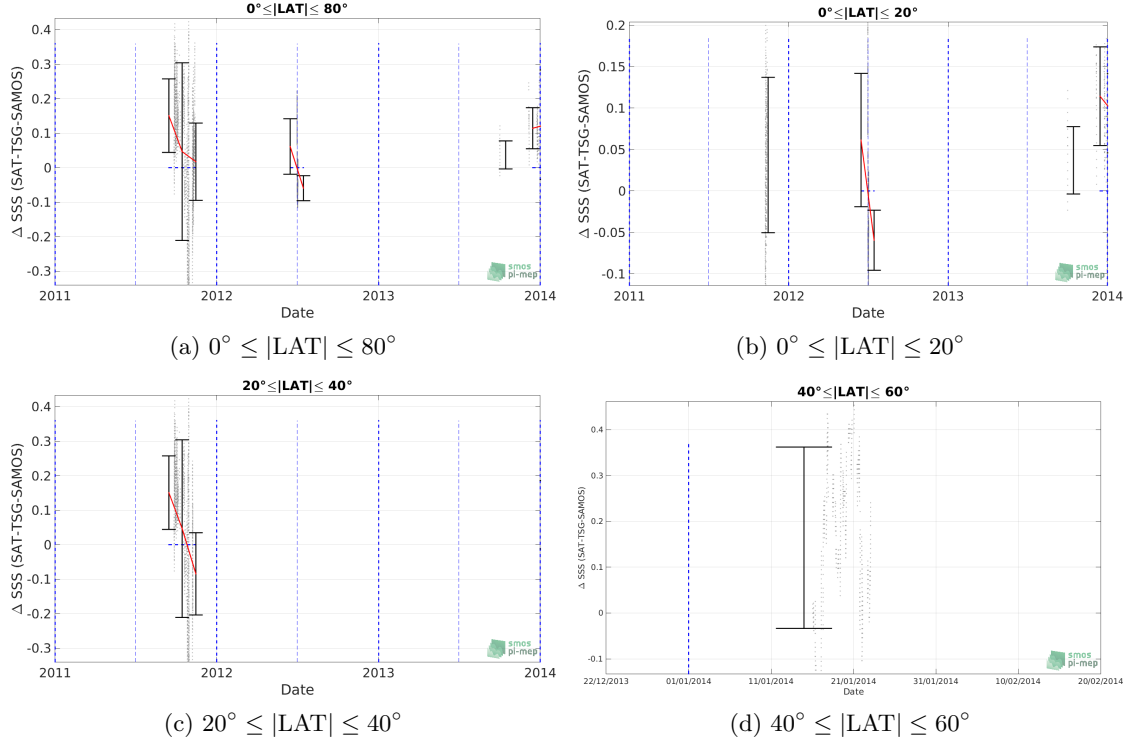 0°≤|LAT|≤ 80°
Δ SSS (SAT-TSG-SAMOS)
0.4
0.3
0.2
0.1
0
-0.1
-0.2
-0.3
2011
2012
2013
2014
Date
smos
pi-mep
(a) 0° ≤ |LAT| ≤ 80°
0°≤|LAT|≤ 20°
Δ SSS (SAT-TSG-SAMOS)
0.2
0.15
0.1
0.05
0
-0.05
-0.1
2011
2012
2013
2014
Date
smos
pi-mep
(b) 0° ≤ |LAT| ≤ 20°
20°≤|LAT|≤ 40°
Δ SSS (SAT-TSG-SAMOS)
0.4
0.3
0.2
0.1
0
-0.1
-0.2
-0.3
2011
2012
2013
2014
Date
smos
pi-mep
(c) 20° ≤ |LAT| ≤ 40°
40°≤|LAT|≤ 60°
Δ SSS (SAT-TSG-SAMOS)
0.4
0.3
0.2
0.1
0
-0.1
22/12/2013
01/01/2014
11/01/2014
21/01/2014
31/01/2014
10/02/2014
20/02/2014
Date
smos
pi-mep
(d) 40° ≤ |LAT| ≤ 60°